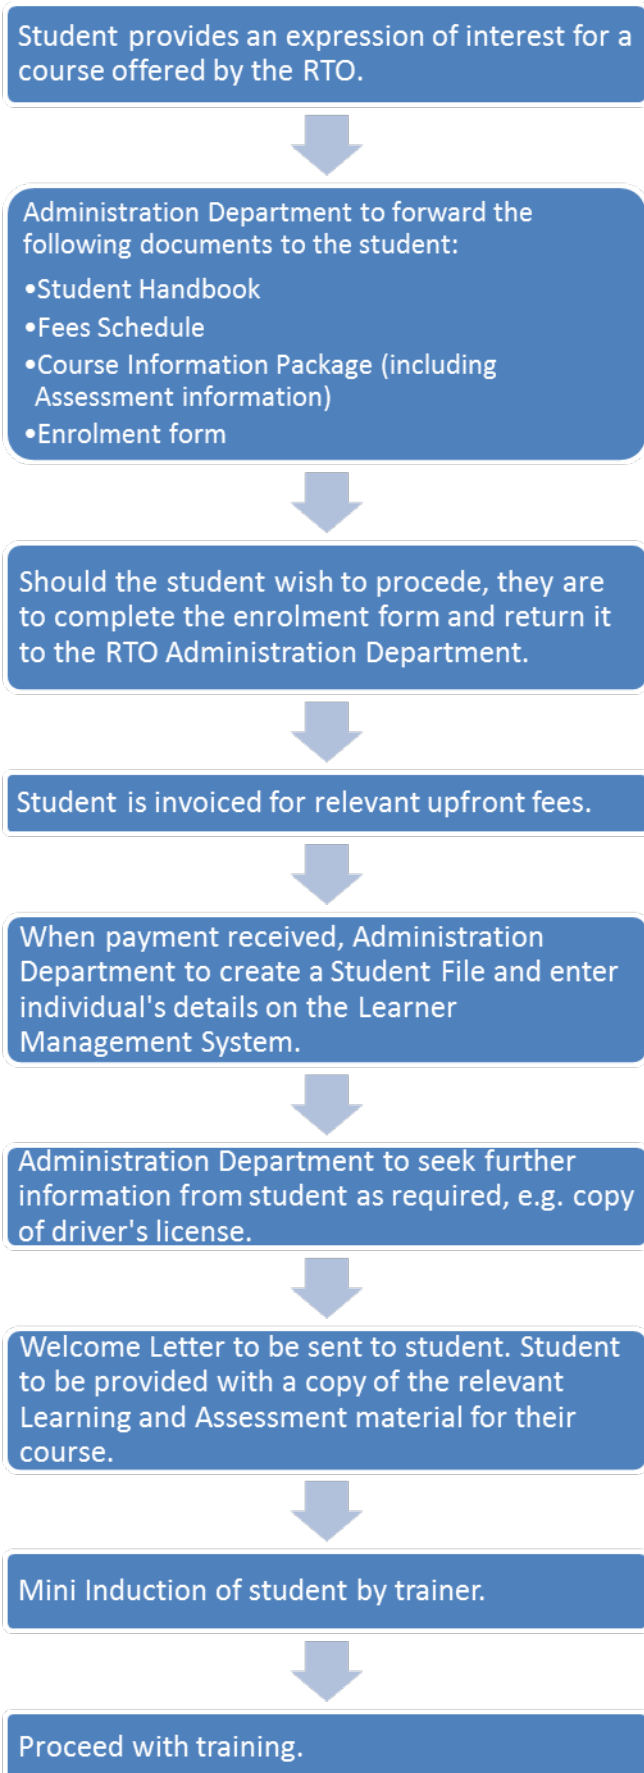 Student provides an expression of interest for a
course offered by the RTO.
Administration Department to forward the
following documents to the student:
•Student Handbook
•Fees Schedule
•Course Information Package (including
Assessment information)
•Enrolment form
Should the student wish to procede, they are
to complete the enrolment form and return it
to the RTO Administration Department.
Student is invoiced for relevant upfront fees.
When payment received, Administration
Department to create a Student File and enter
individual's details on the Learner
Management System.
Administration Department to seek further
information from student as required, e.g. copy
of driver's license.
Welcome Letter to be sent to student. Student
to be provided with a copy of the relevant
Learning and Assessment material for their
course.
Mini Induction of student by trainer.
Proceed with training.